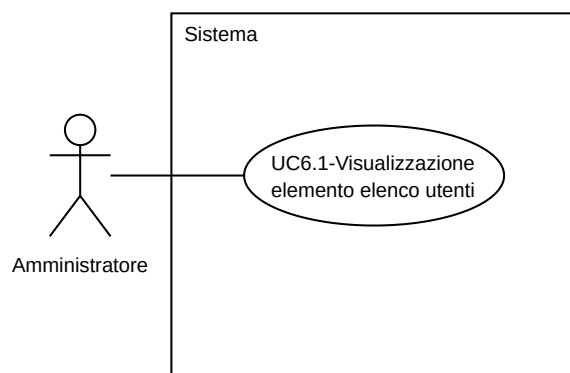 Sistema
UC6.1-Visualizzazione
elemento elenco utenti
Amministratore